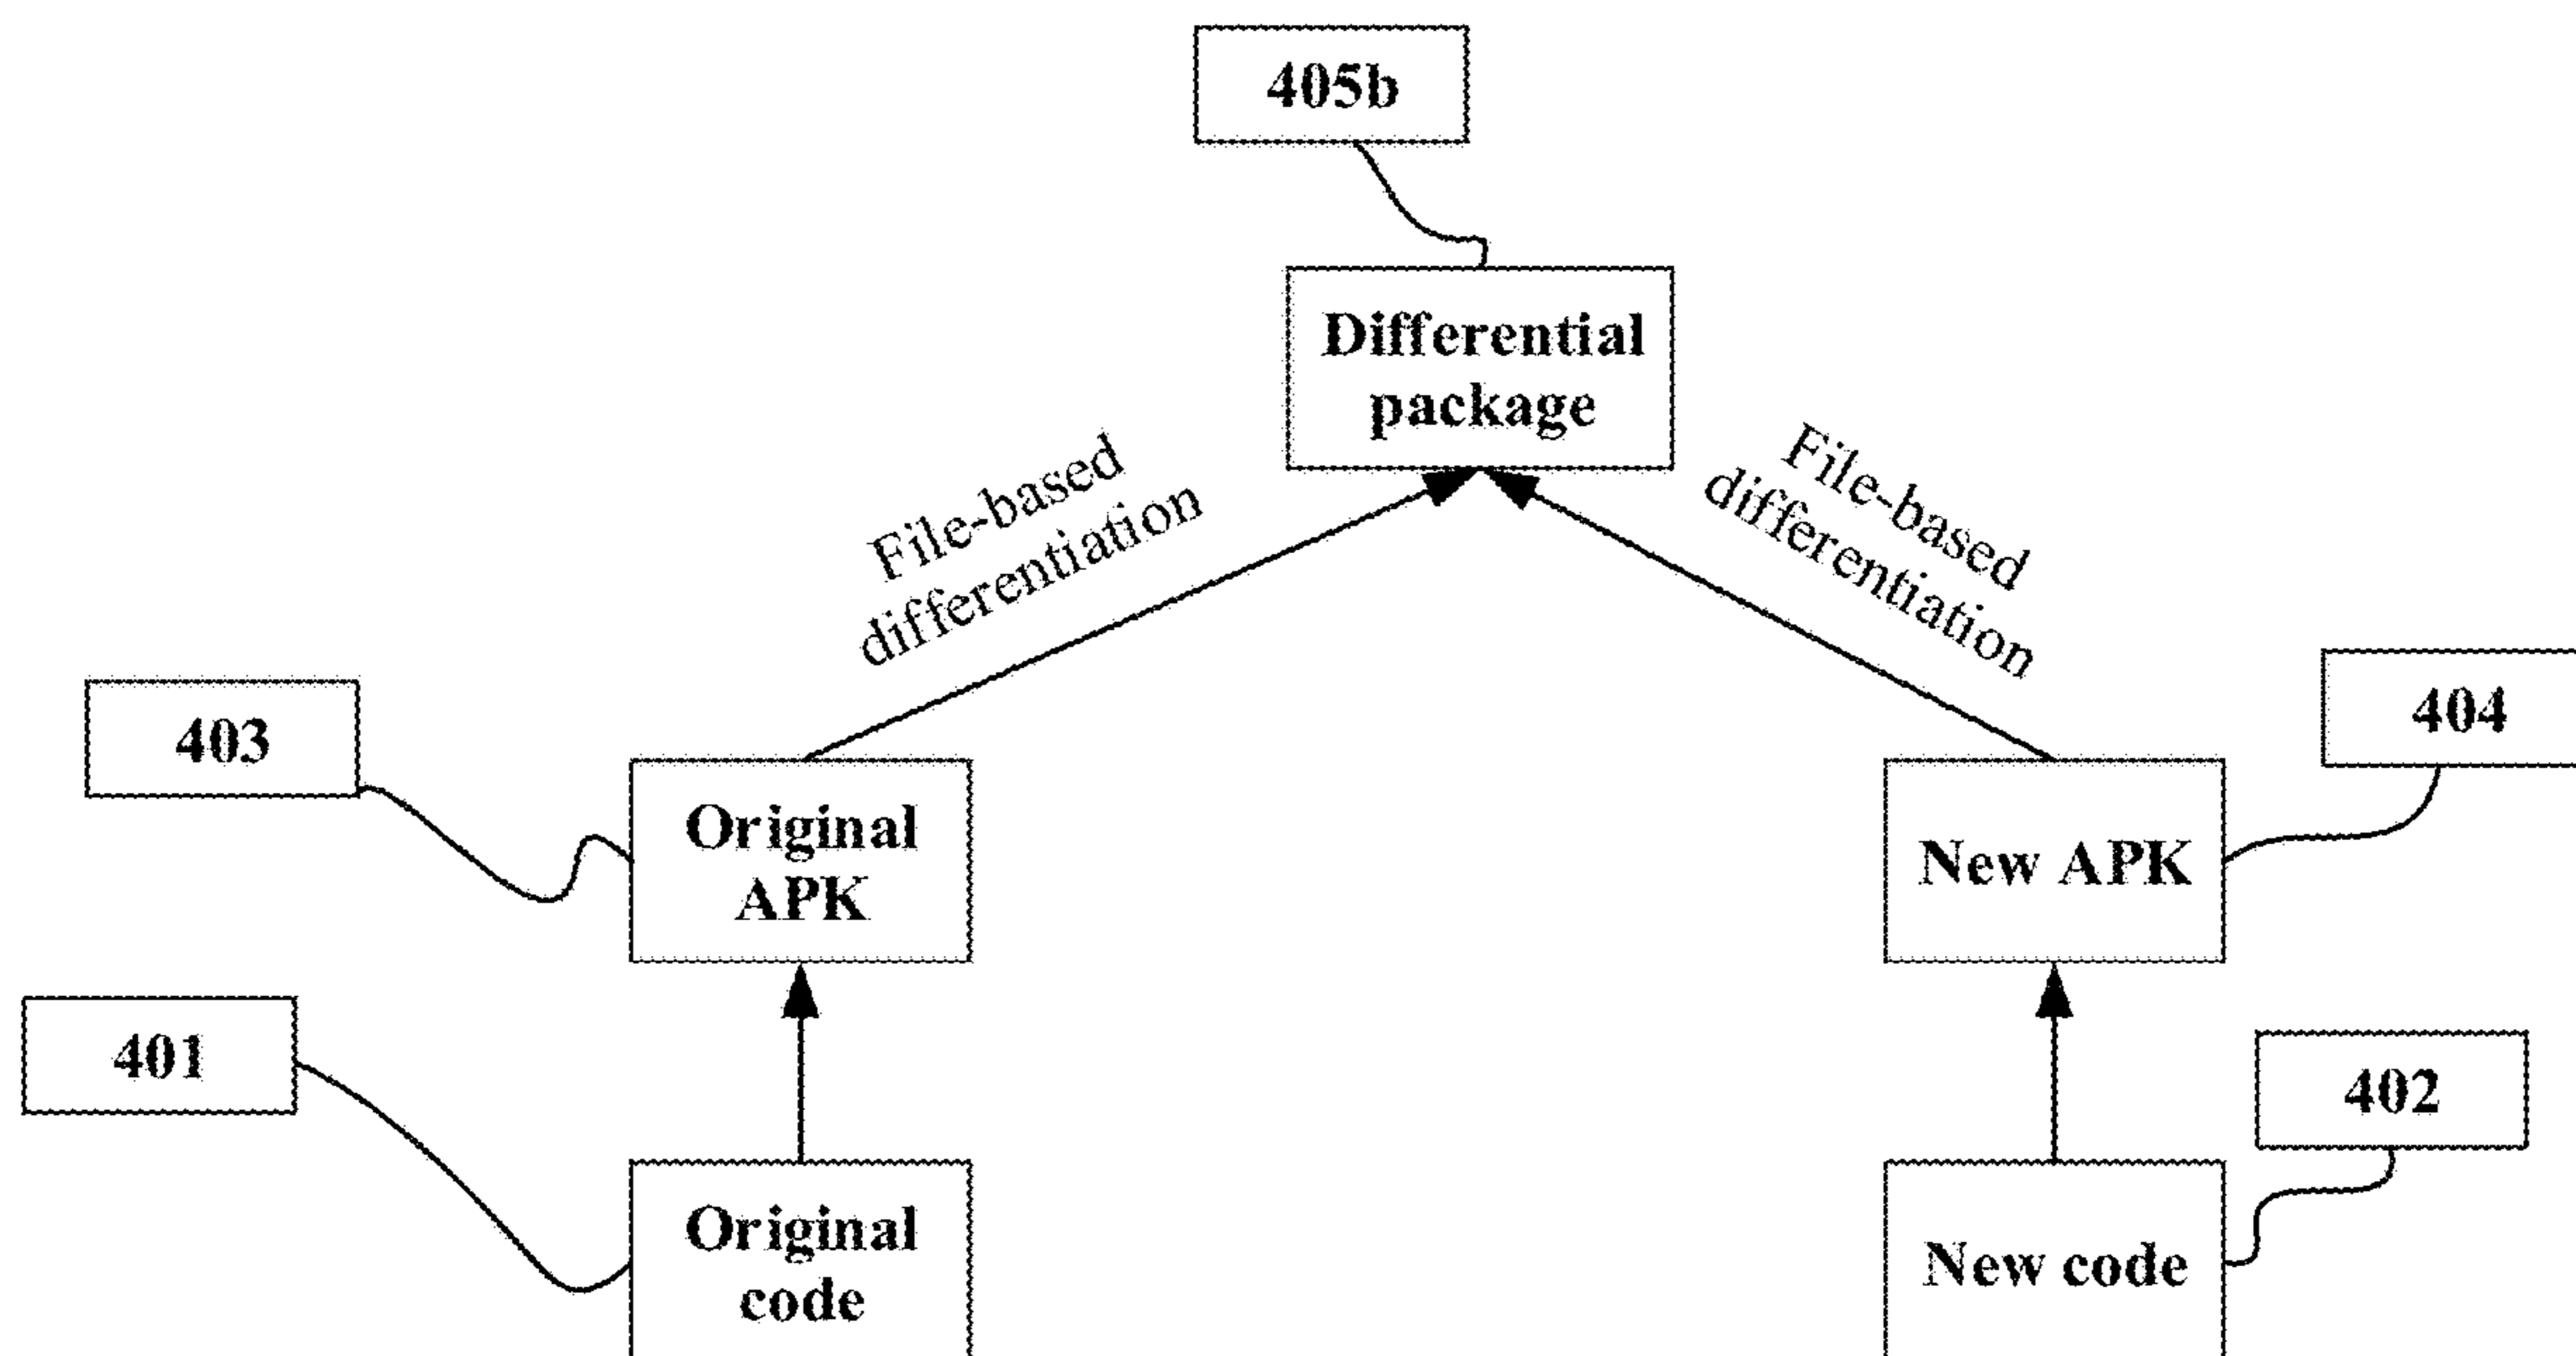 405b
Differential
package
File-based
differentiation
File-based
differentiation
403
404
Original
APK
New APK
401
402
Original
code
New code